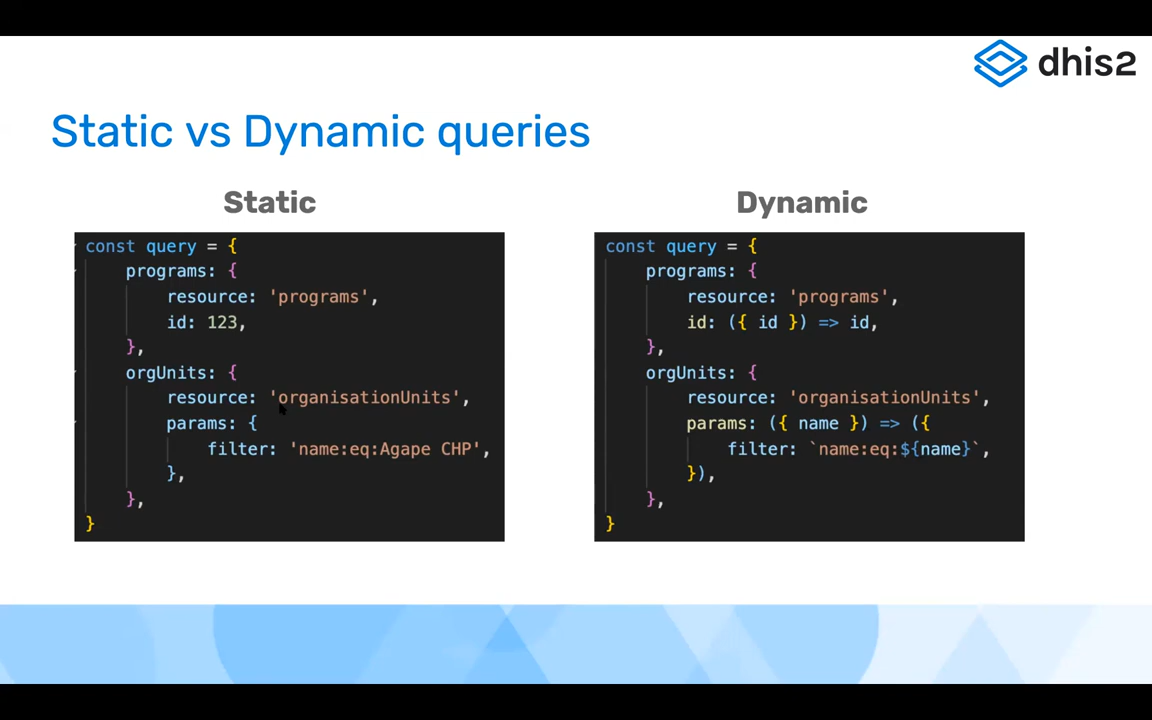 dhis2
Static vs Dynamic queries
Static
const query = {
programs: {
resource: 'programs',
id: 123,
},
orgUnits: {
resource: 'organisationUnits',
params: {
filter: 'name:eq:Agape CHP',
},
},
}
Dynamic
const query = {
programs: {
resource: 'programs',
id: ({ id }) => id,
},
orgUnits: {
resource: 'organisationUnits',
params: ({ name }) => ({
filter: `name:eq:${name}`,
}),
},
}